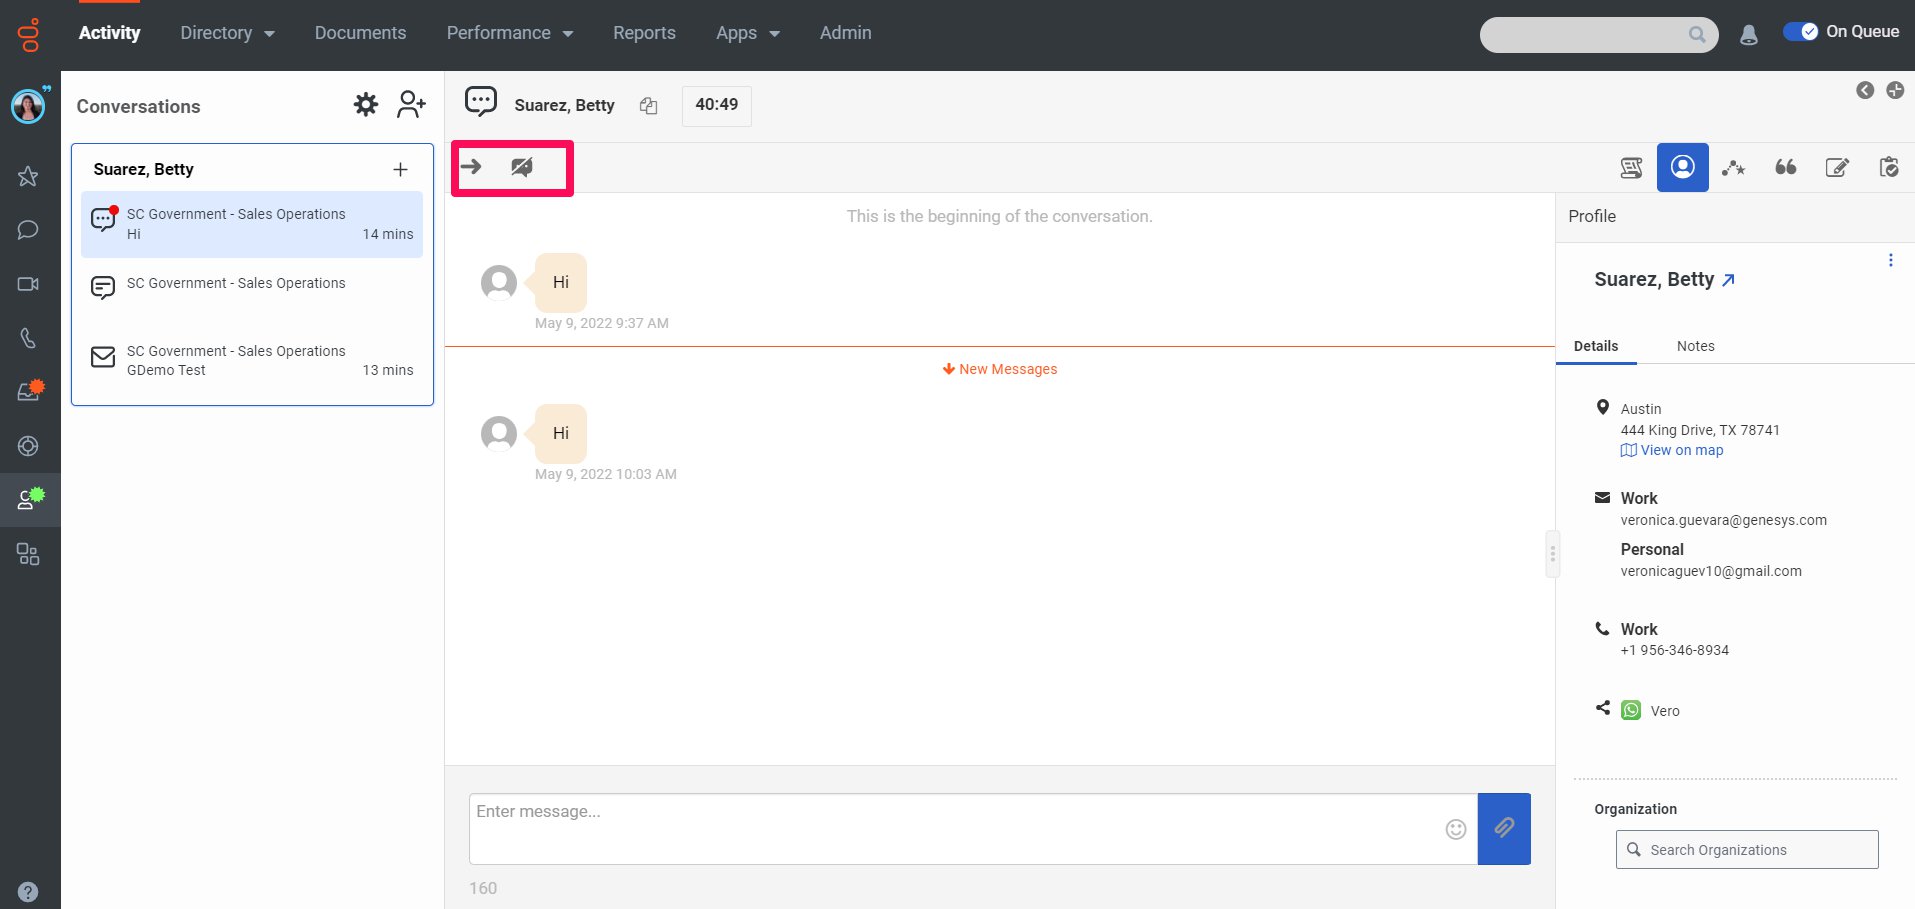 Activity
Directory
Documents
Performance
Reports
Apps
Admin
On Queue
Conversations
Suarez, Betty
SC Government - Sales Operations
Hi
14 mins
SC Government - Sales Operations
SC Government - Sales Operations
GDemo Test
13 mins
Suarez, Betty
40:49
This is the beginning of the conversation.
Hi
May 9, 2022 9:37 AM
New Messages
Hi
May 9, 2022 10:03 AM
Enter message...
160
Profile
Suarez, Betty
Details
Notes
Austin
444 King Drive, TX 78741
View on map
Work
veronica.guevara@genesys.com
Personal
veronicaguev10@gmail.com
Work
+1 956-346-8934
Vero
Organization
Search Organizations